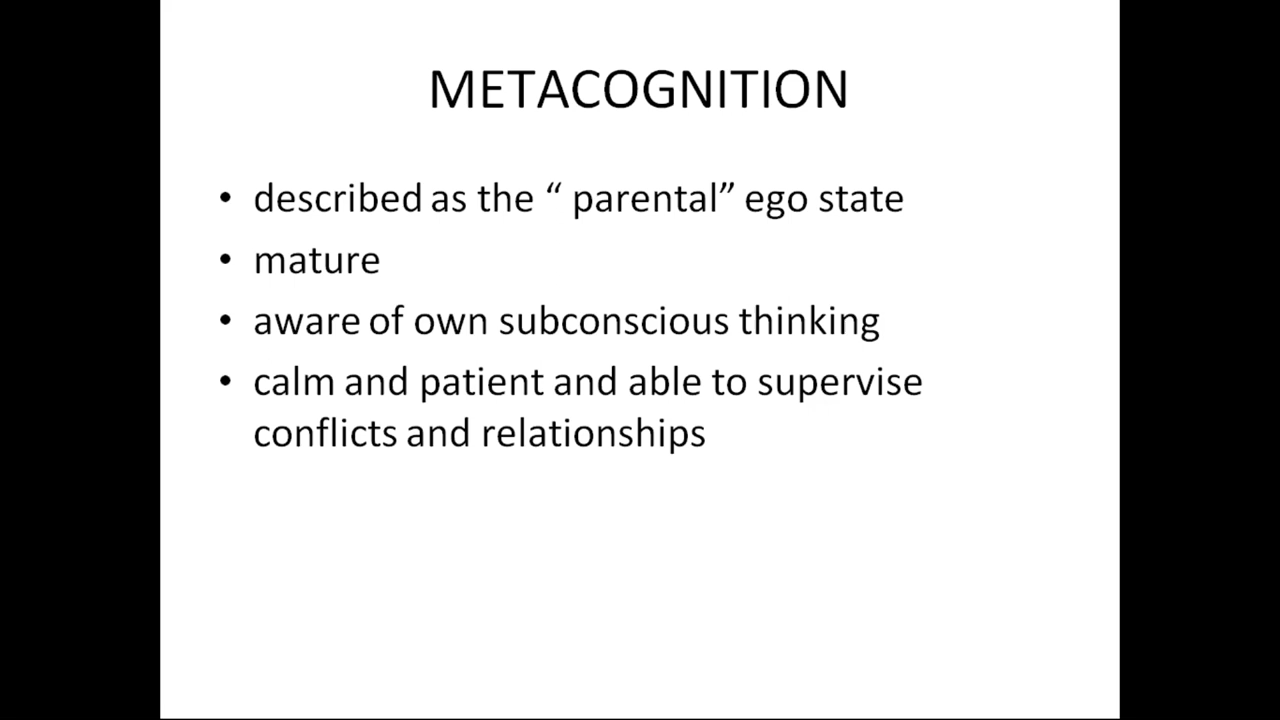 METACOGNITION
• described as the “ parental” ego state
• mature
• aware of own subconscious thinking
• calm and patient and able to supervise
conflicts and relationships